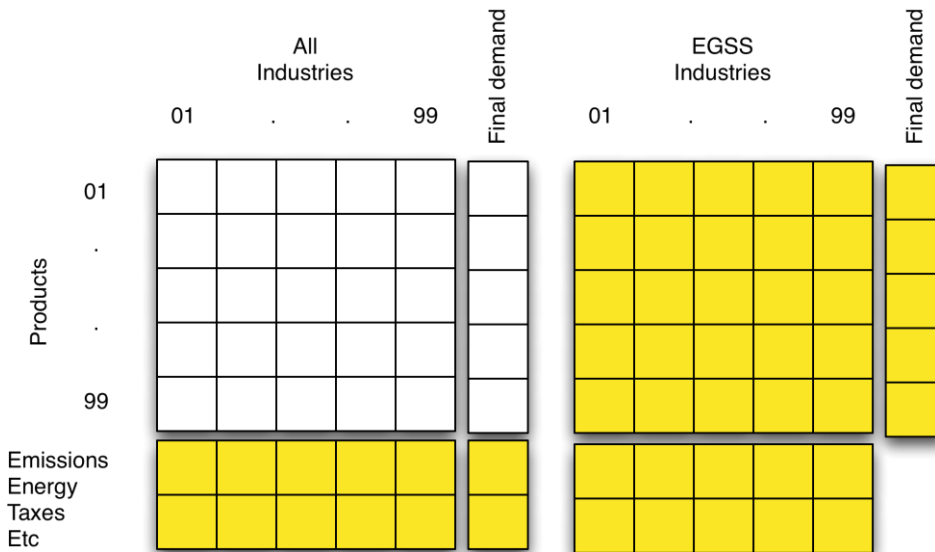 All
Industries
Final demand
EGSS
Industries
Final demand
01 . . 99
01 . . 99
Products
01
.
.
99
Emissions
Energy
Taxes
Etc